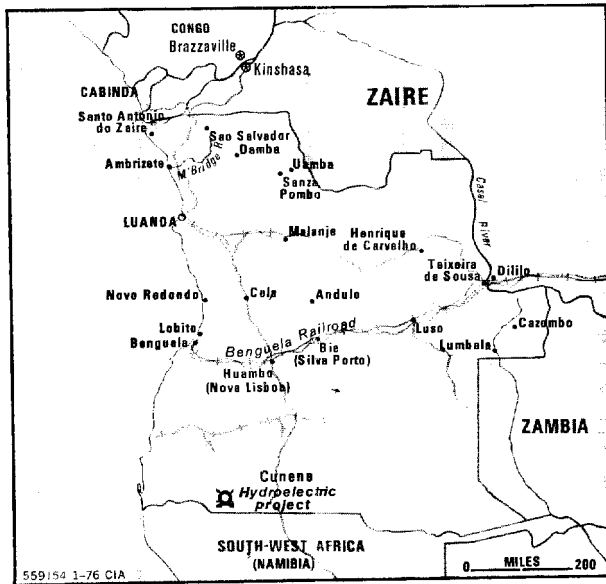 CONGO
Brazzaville
Kinshasa
CABINDA
ZAIRE
Santo António
do Zaire
Sao Salvador
Damba
Uamba
Ambrizete
M'Bridge R
Sanza
Pombo
Casai River
LUANDA
Malanje
Henrique
de Carvalho
Teixeira
de Sousa
Dililo
Novo Redondo
Cela
Andulo
Lobito
Benguela
Benguela Railroad
Luso
Cazombo
Lumbala
Bie
(Silva Porto)
Huambo
(Nova Lisboa)
ZAMBIA
Cunene
Hydroelectric
project
SOUTH-WEST AFRICA
(NAMIBIA)
0 MILES 200
559154 1-76 CIA